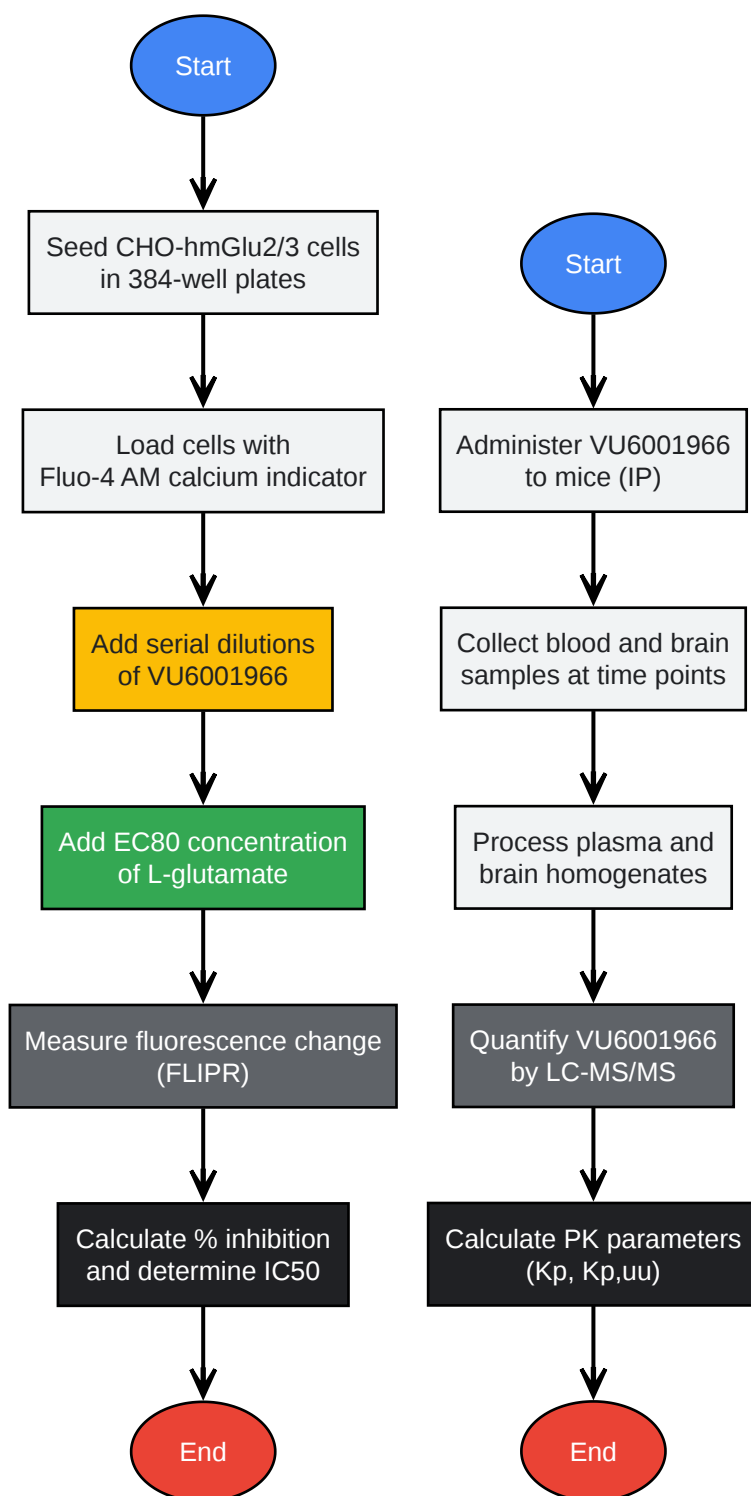 Start
Seed CHO-hmGlu2/3 cells
in 384-well plates
Load cells with
Fluo-4 AM calcium indicator
Add serial dilutions
of VU6001966
Add EC80 concentration
of L-glutamate
Measure fluorescence change
(FLIPR)
Calculate % inhibition
and determine IC50
End
Start
Administer VU6001966
to mice (IP)
Collect blood and brain
samples at time points
Process plasma and
brain homogenates
Quantify VU6001966
by LC-MS/MS
Calculate PK parameters
(Kp, Kp,uu)
End